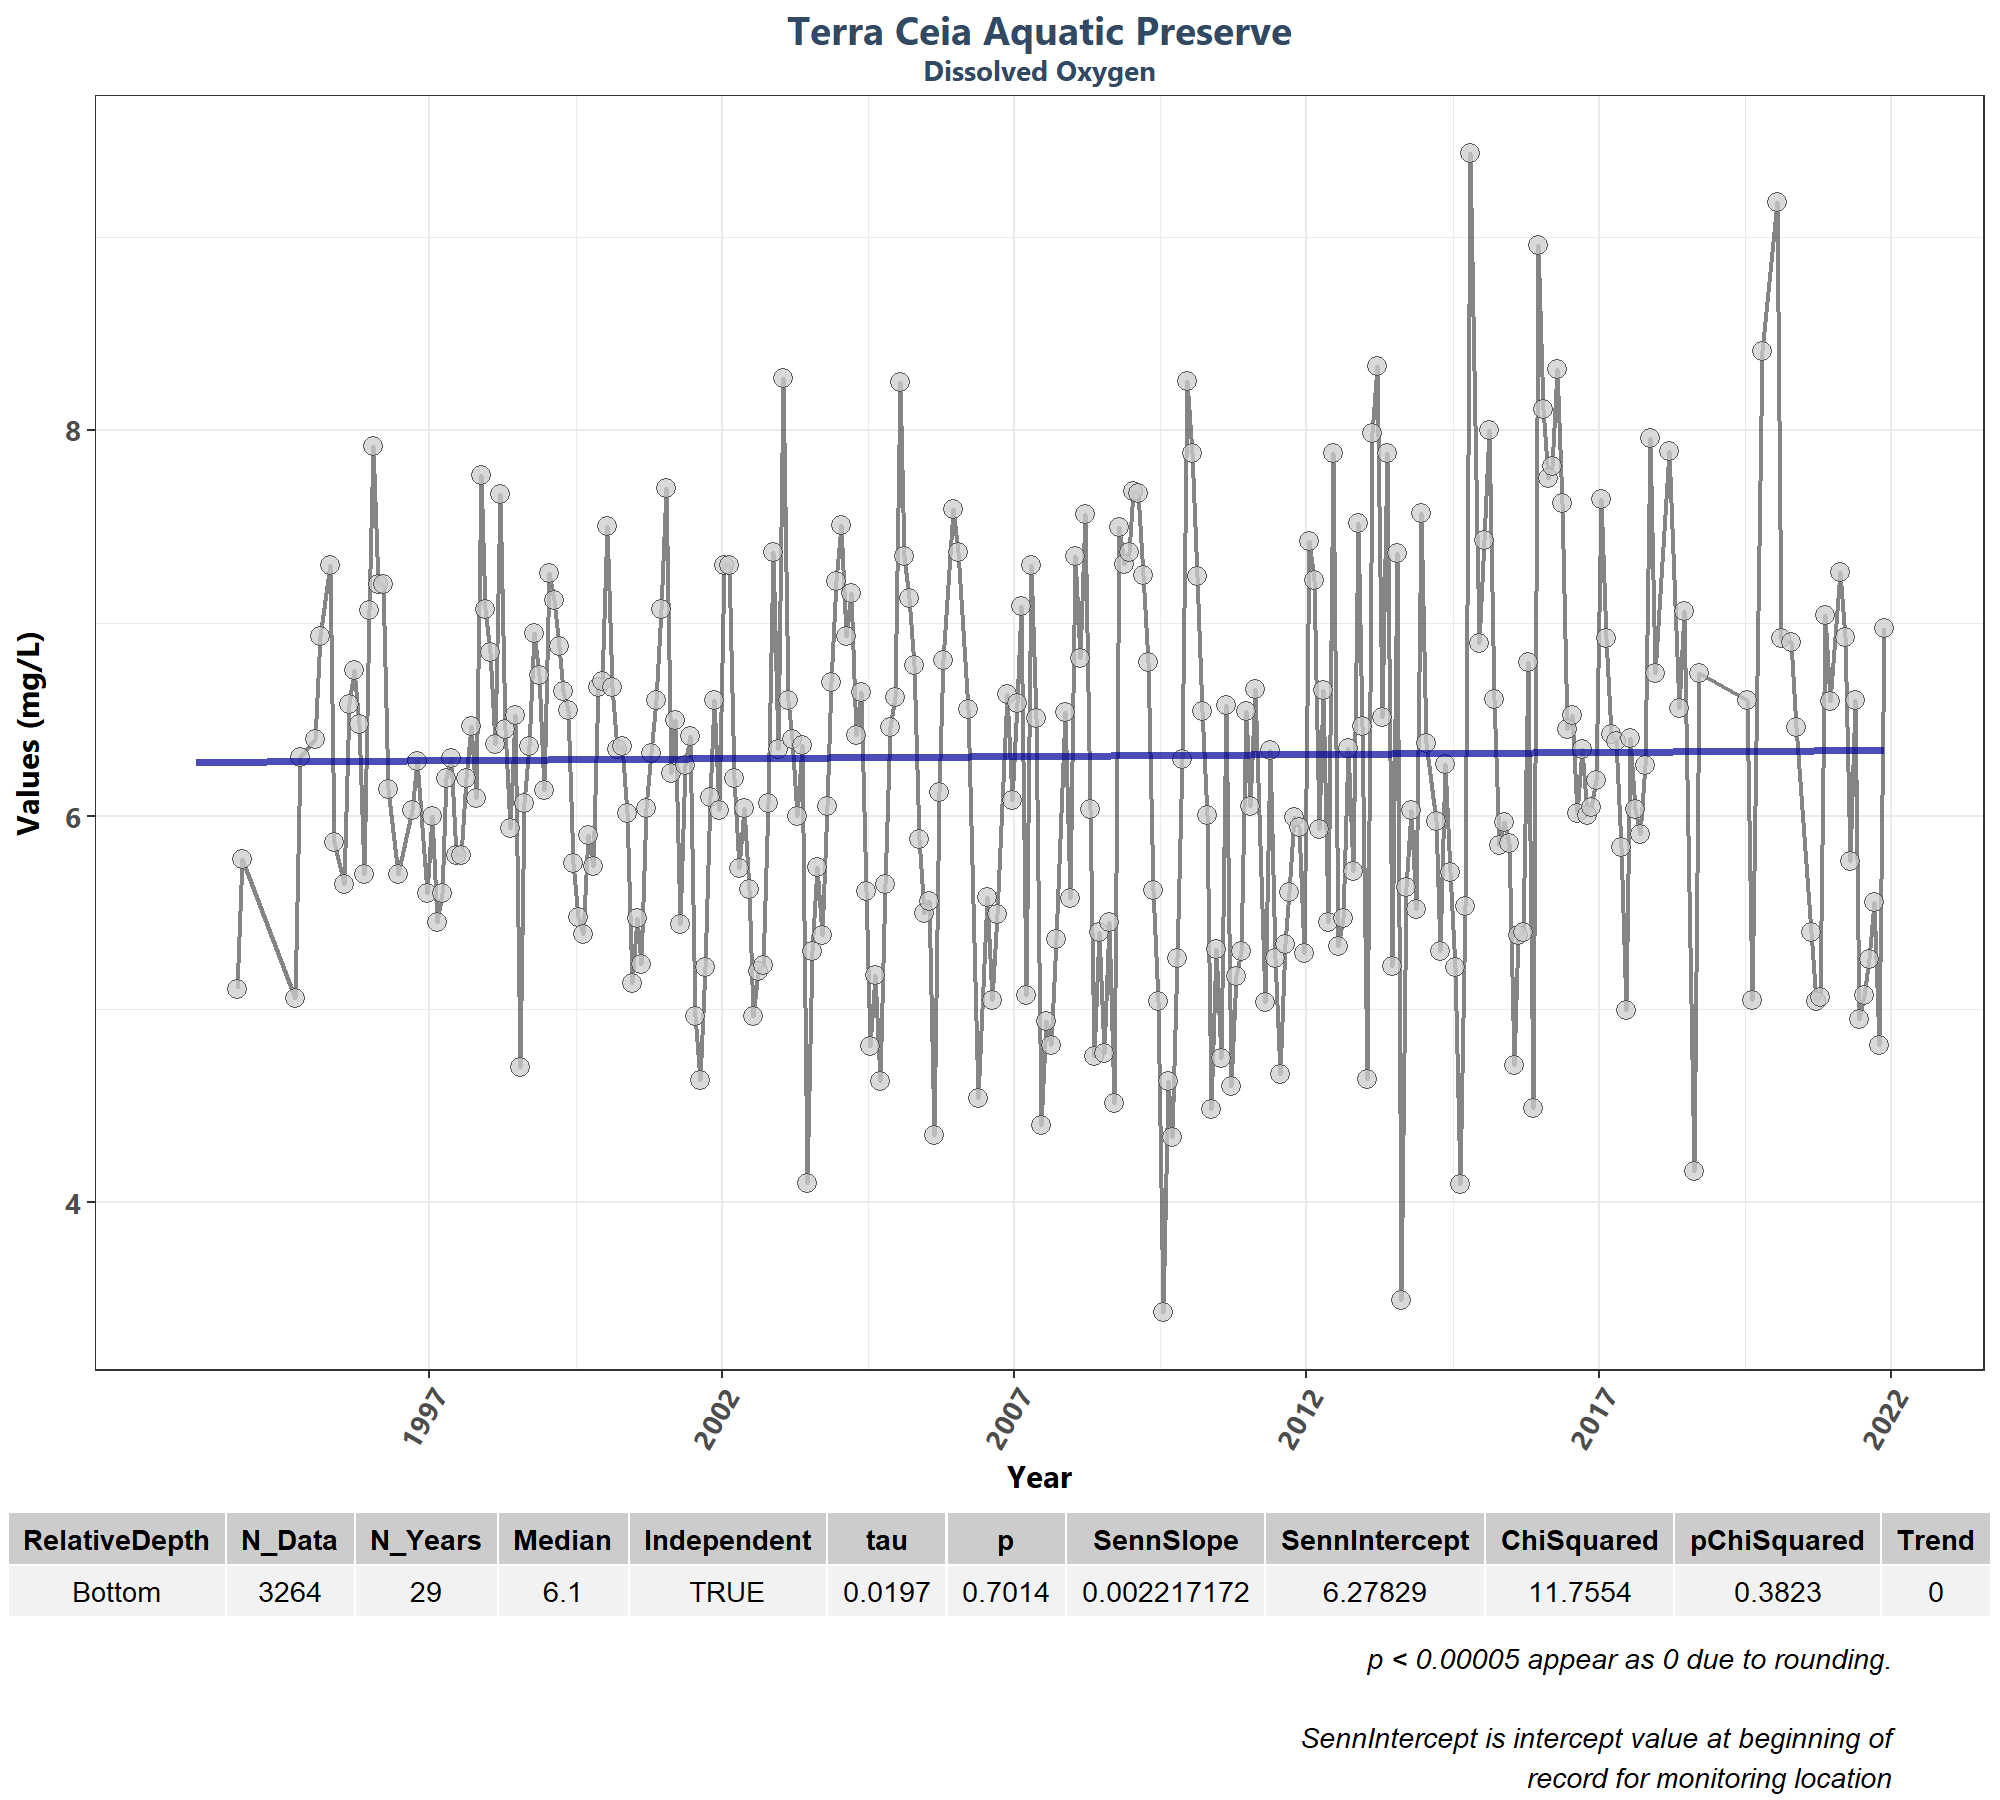 Terra Ceia Aquatic Preserve
Dissolved Oxygen
Values (mg/L)
8
6
4
1997 2002 2007 2012 2017 2022
Year
RelativeDepth N_Data N_Years Median Independent tau p SennSlope SennIntercept ChiSquared pChiSquared Trend
Bottom 3264 29 6.1 TRUE 0.0197 0.7014 0.002217172 6.27829 11.7554 0.3823 0
p < 0.00005 appear as 0 due to rounding.
SennIntercept is intercept value at beginning of
record for monitoring location